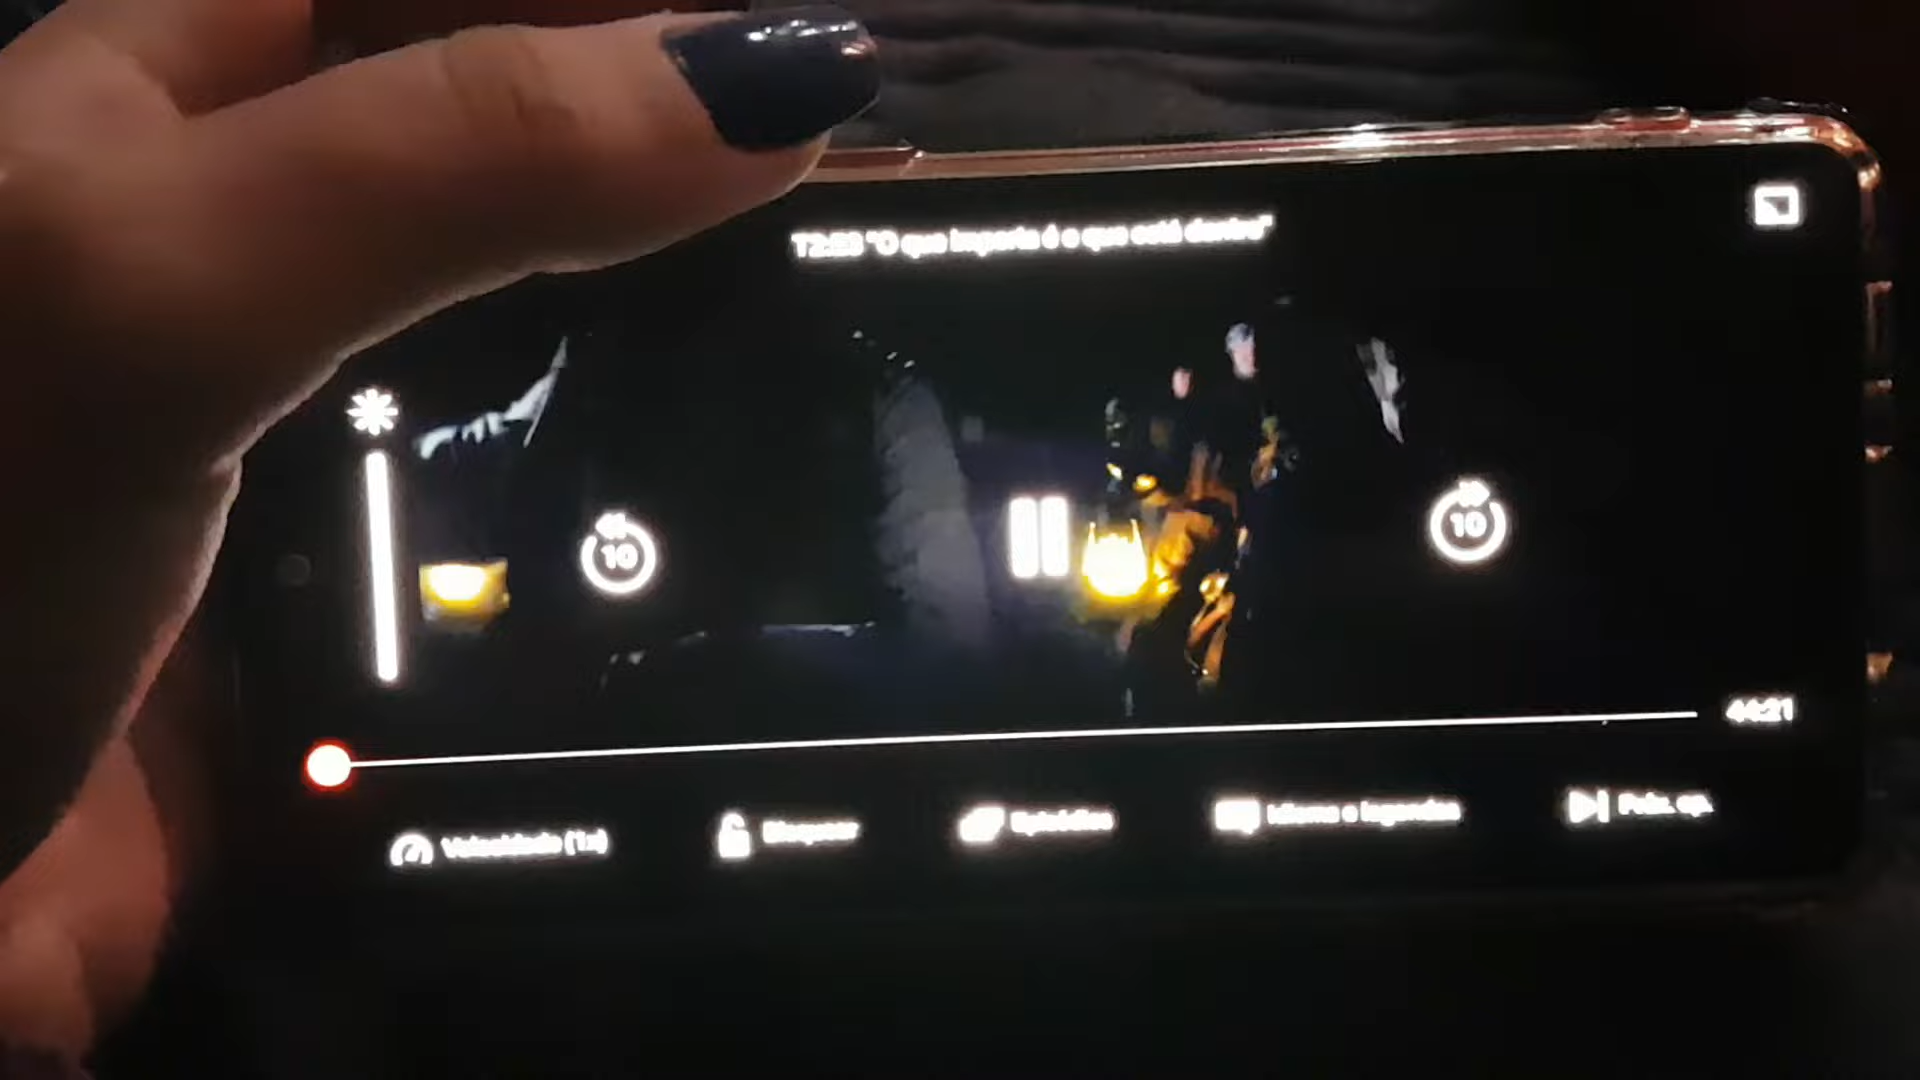 T2:E3 "O que importa é o que está dentro"
10
10
44:21
Velocidade (1x)
Bloquear
Episódios
Idioma e legendas
Próx. ep.